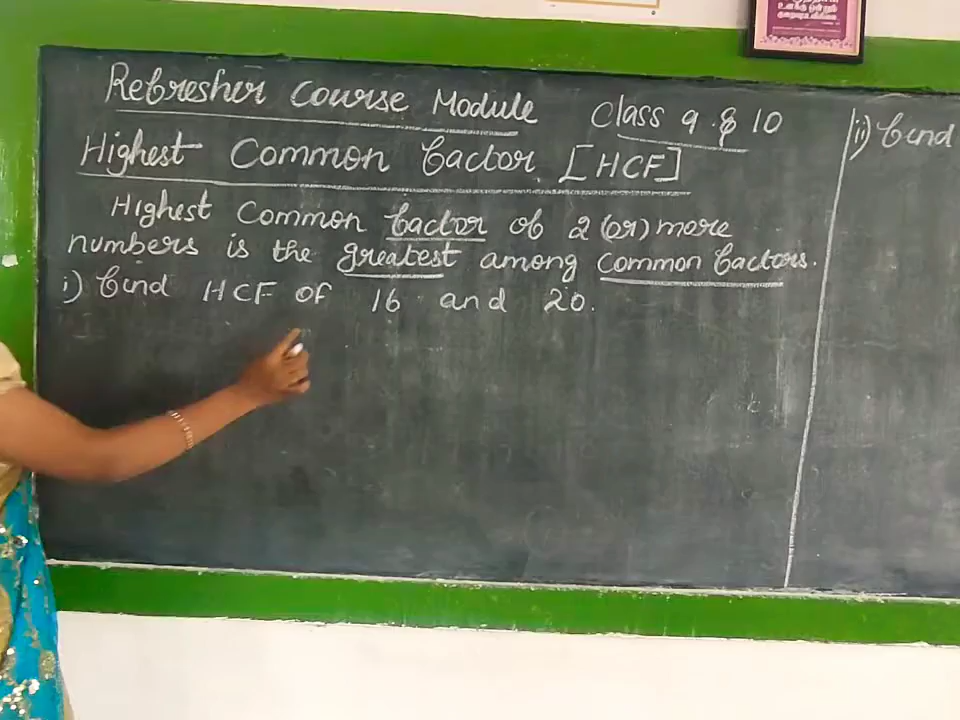 Refresher Course Module Class 9 & 10
Highest Common Factor [HCF]
Highest Common Factor of 2 (or) more
numbers is the greatest among Common Factors.
i) Find HCF of 16 and 20.
ii) Find